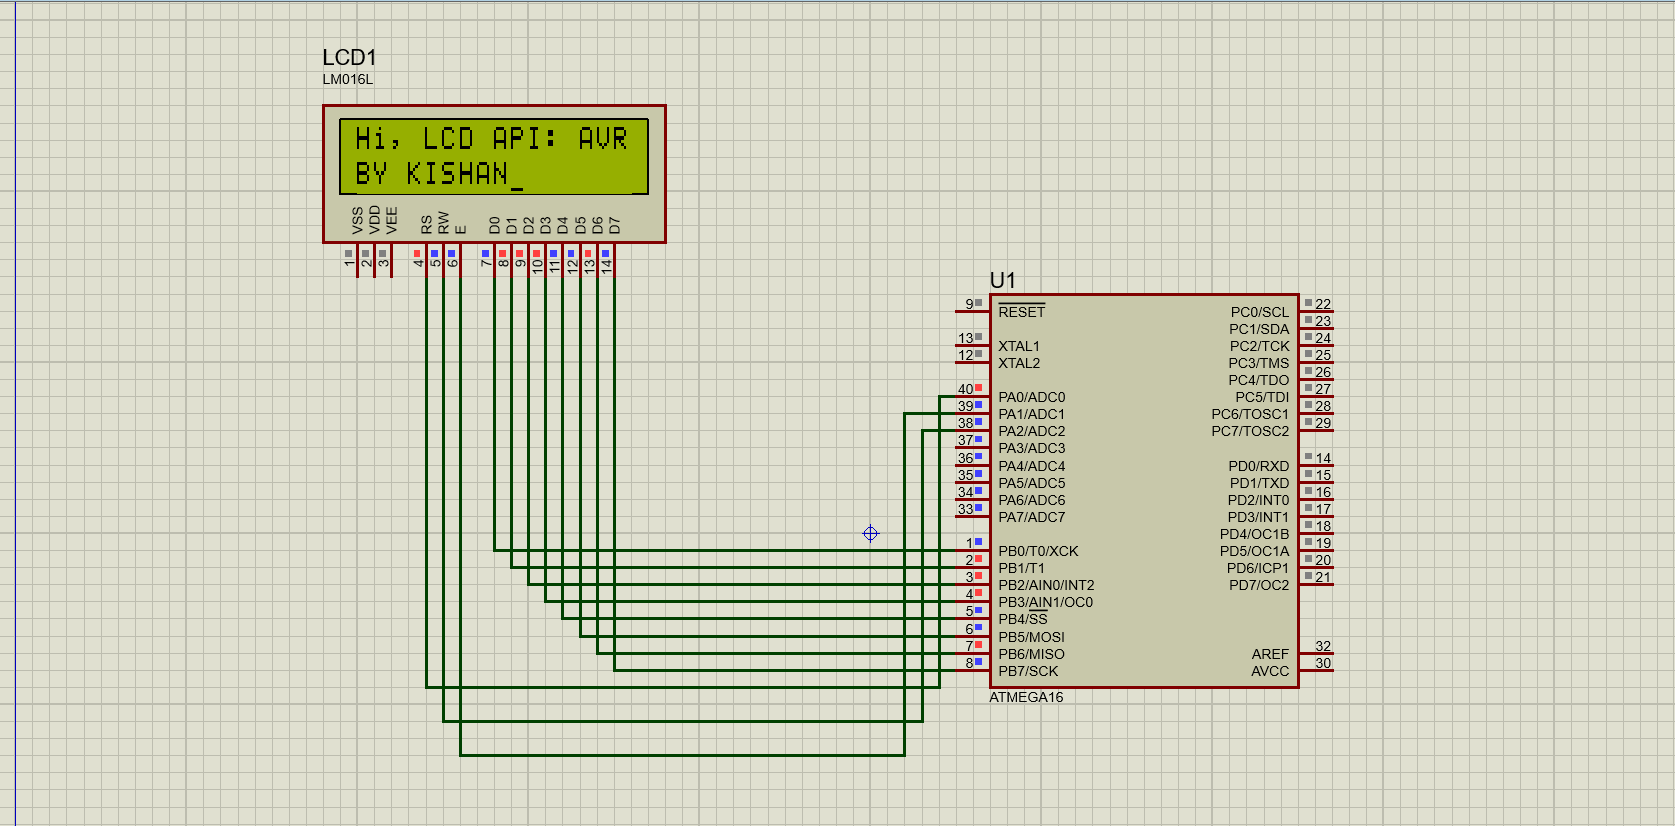 LCD1
LM016L
Hi, LCD API: AVR
BY KISHAN_
VSS VDD VEE RS RW E D0 D1 D2 D3 D4 D5 D6 D7
1 2 3 4 5 6 7 8 9 10 11 12 13 14
U1
9 RESET PC0/SCL 22
PC1/SDA 23
13 XTAL1 PC2/TCK 24
12 XTAL2 PC3/TMS 25
PC4/TDO 26
40 PA0/ADC0 PC5/TDI 27
39 PA1/ADC1 PC6/TOSC1 28
38 PA2/ADC2 PC7/TOSC2 29
37 PA3/ADC3
36 PA4/ADC4 PD0/RXD 14
35 PA5/ADC5 PD1/TXD 15
34 PA6/ADC6 PD2/INT0 16
33 PA7/ADC7 PD3/INT1 17
PD4/OC1B 18
1 PB0/T0/XCK PD5/OC1A 19
2 PB1/T1 PD6/ICP1 20
3 PB2/AIN0/INT2 PD7/OC2 21
4 PB3/AIN1/OC0
5 PB4/SS
6 PB5/MOSI
7 PB6/MISO AREF 32
8 PB7/SCK AVCC 30
ATMEGA16